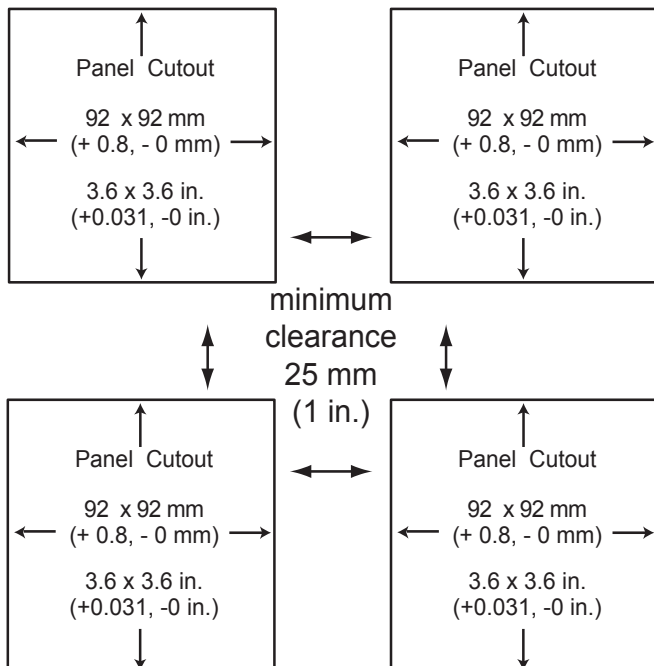 Panel Cutout
92 x 92 mm
(+ 0.8, - 0 mm)
3.6 x 3.6 in.
(+0.031, -0 in.)
Panel Cutout
92 x 92 mm
(+ 0.8, - 0 mm)
3.6 x 3.6 in.
(+0.031, -0 in.)
minimum
clearance
25 mm
(1 in.)
Panel Cutout
92 x 92 mm
(+ 0.8, - 0 mm)
3.6 x 3.6 in.
(+0.031, -0 in.)
Panel Cutout
92 x 92 mm
(+ 0.8, - 0 mm)
3.6 x 3.6 in.
(+0.031, -0 in.)